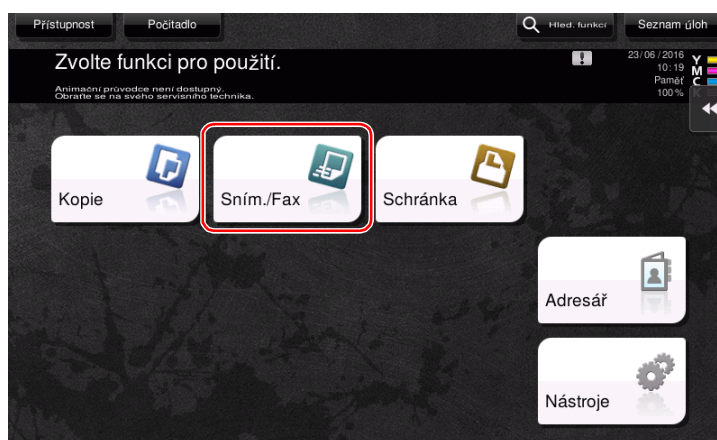 Přístupnost
Počitadlo
Hled. funkcí
Seznam úloh
Zvolte funkci pro použití.
Animační průvodce není dostupný.
Obraťte se na svého servisního technika.
23/06/2016
10:19
Paměť
100%
Y
M
C
K
Kopie
Sním./Fax
Schránka
Adresář
Nástroje